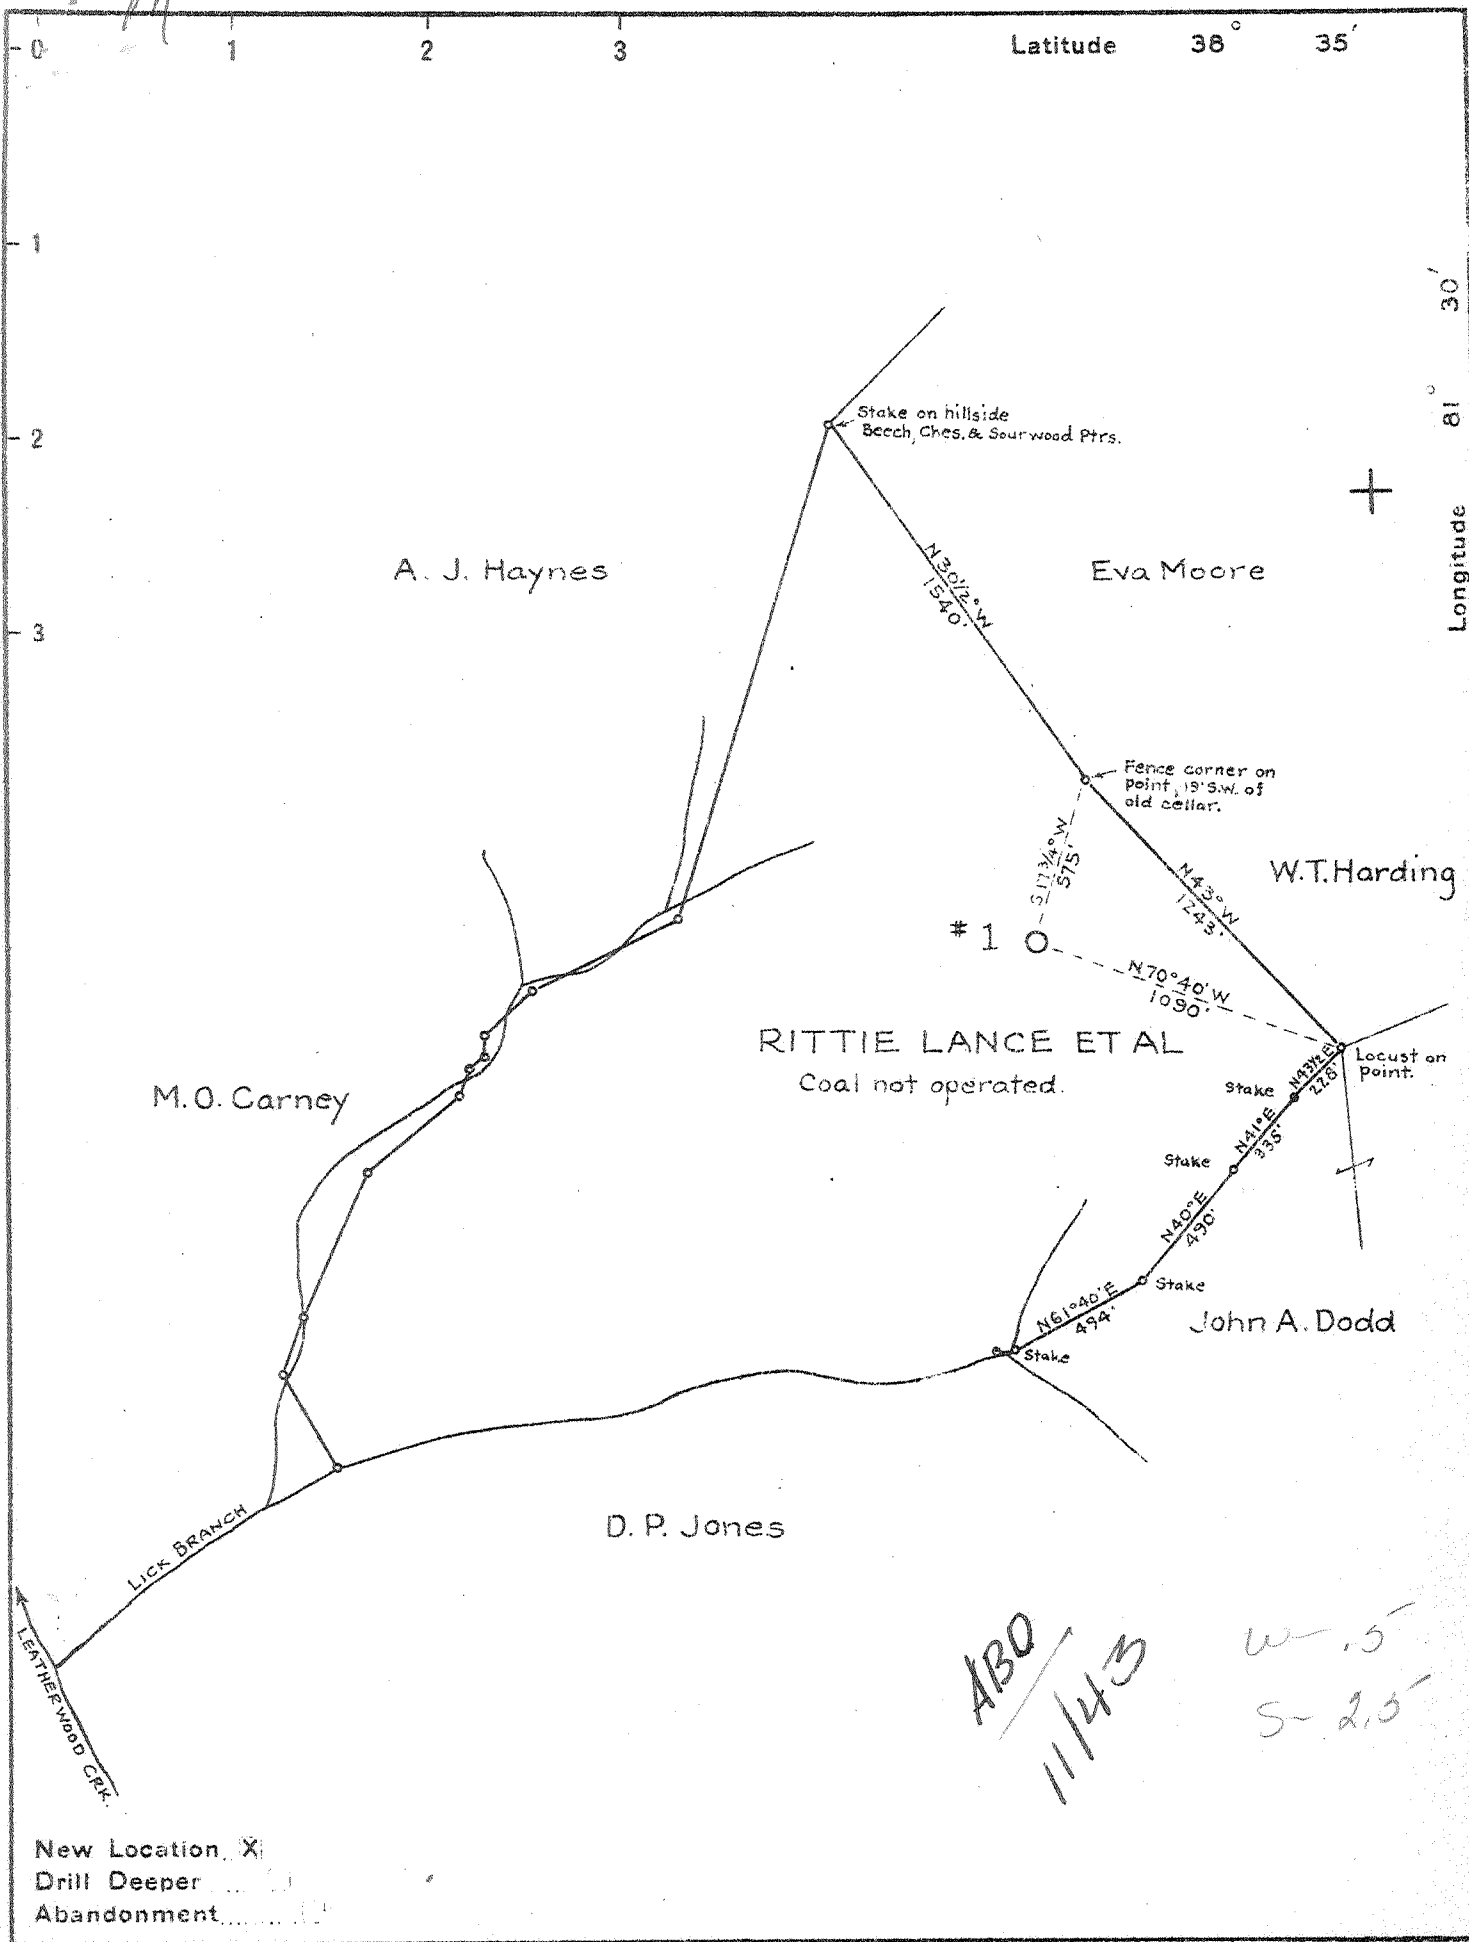 0 1 2 3 Latitude 38° 35'
1
30'
81°
Longitude
2
3
Stake on hillside
Beech, Ches. & Sourwood Ptrs.
A. J. Haynes
Eva Moore
N30½°W
1540'
Fence corner on
point, 19' S.W. of
old cellar.
S17¾°W
575'
W.T. Harding
N43°W
1243'
#1
N70°40'W
1090'
RITTIE LANCE ET AL
Coal not operated.
Locust on
point.
N43½E
228'
M.O. Carney
Stake
N41°E
335'
Stake
N40°E
490'
Stake
N61°40'E
494'
Stake
John A. Dodd
D. P. Jones
LICK BRANCH
LEATHERWOOD CRK.
ABD
11/43
W- .5
S- 2.5
New Location X
Drill Deeper
Abandonment